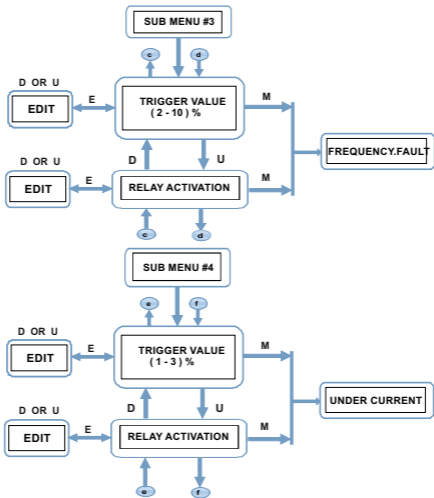 SUB MENU #3
c
d
D OR U
E
EDIT
TRIGGER VALUE
( 2 - 10 ) %
M
D
U
FREQUENCY.FAULT
D OR U
E
EDIT
RELAY ACTIVATION
M
c
d
SUB MENU #4
e
f
D OR U
E
EDIT
TRIGGER VALUE
( 1 - 3 ) %
M
D
U
UNDER CURRENT
D OR U
E
EDIT
RELAY ACTIVATION
M
e
f